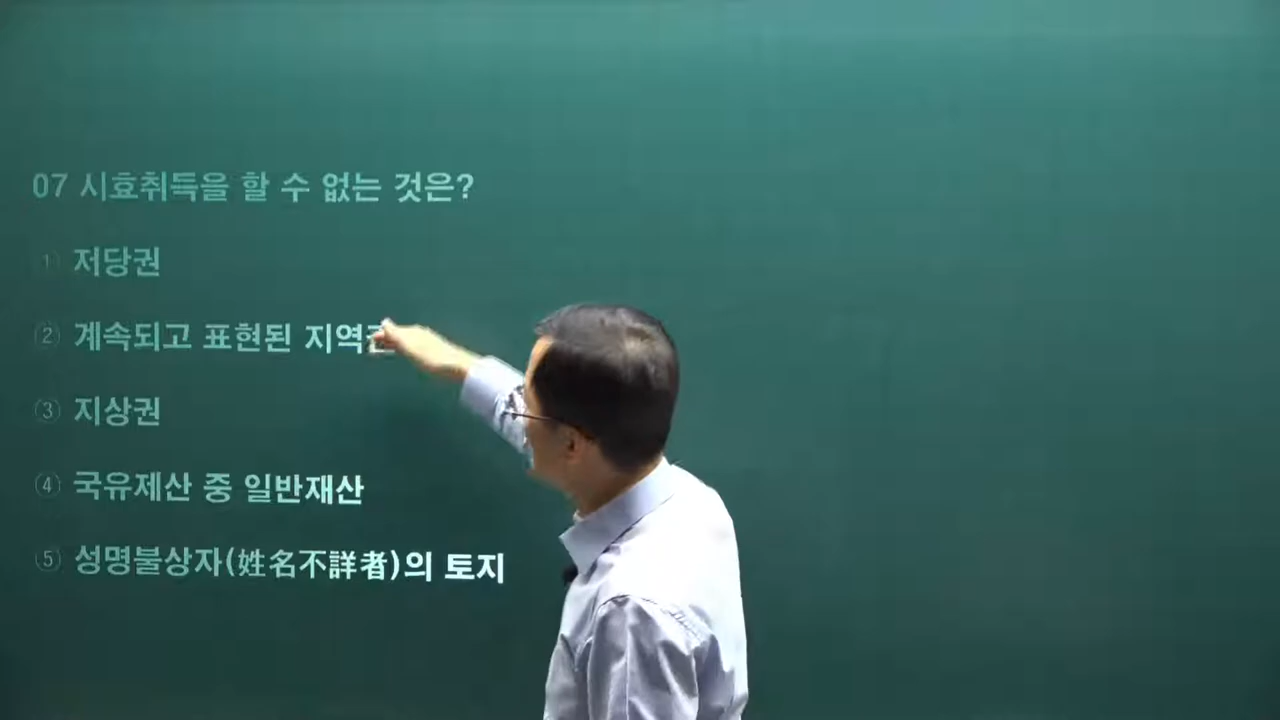 07 시효취득을 할 수 없는 것은?
① 저당권
② 계속되고 표현된
③ 지상권
④ 국유제산 중 일반재산
⑤ 성명불상자(姓名不詳者)의 토지